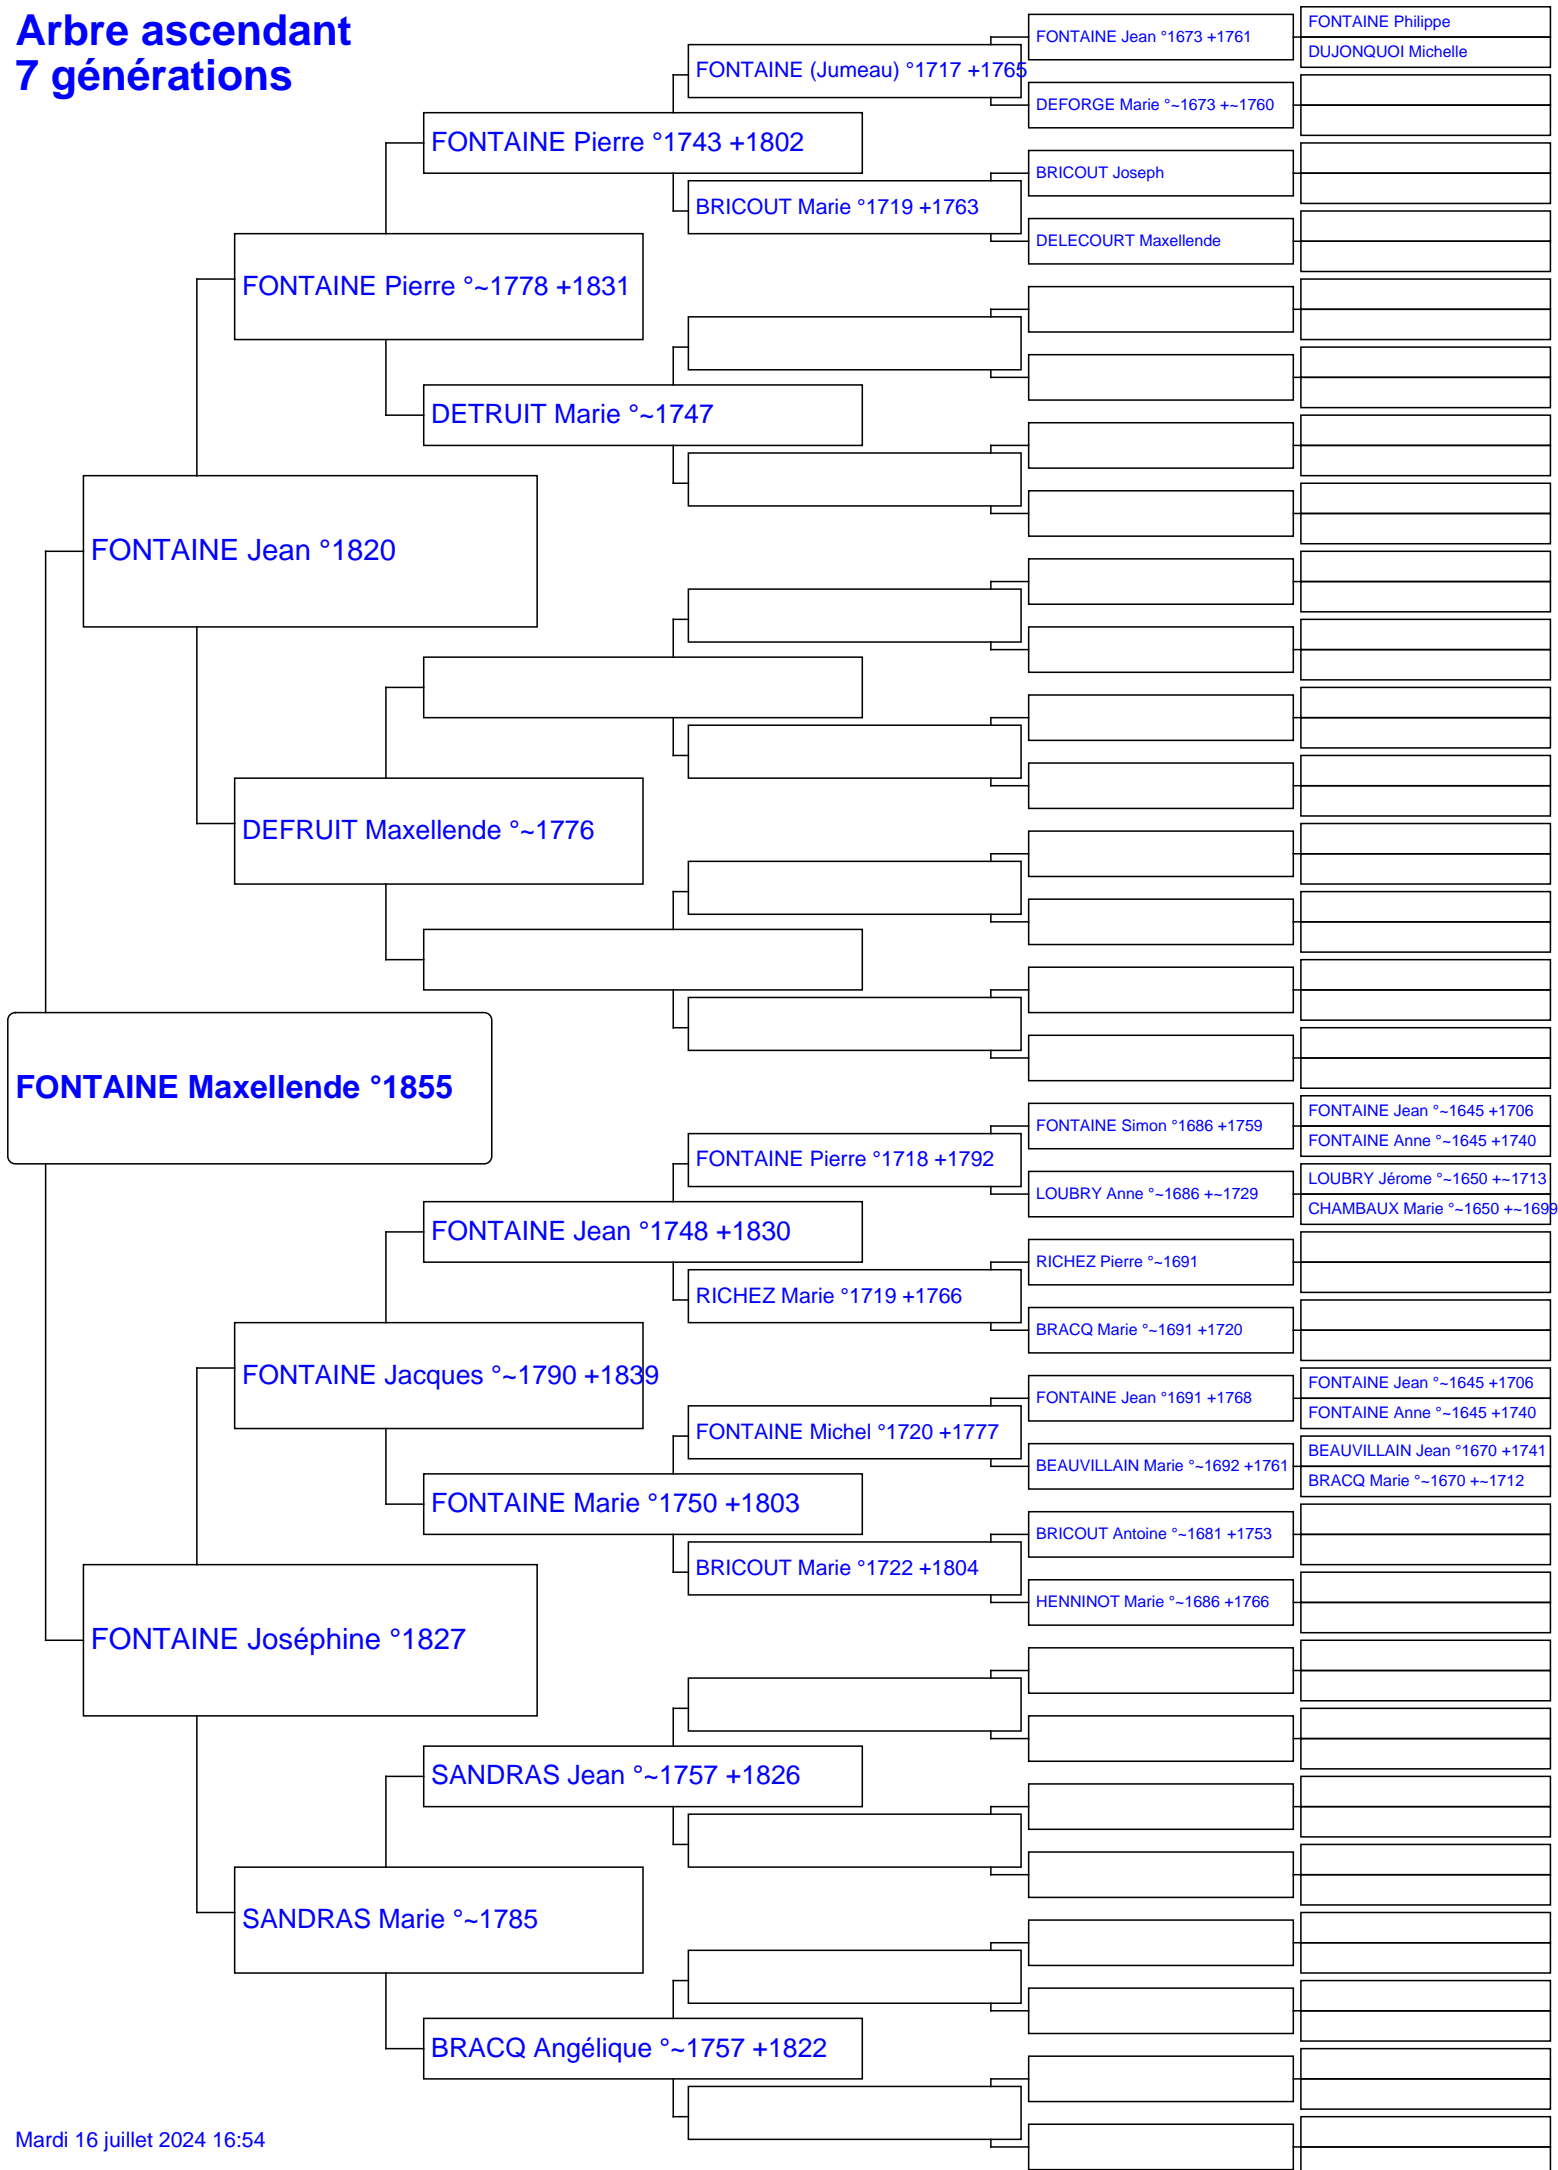 Arbre ascendant
7 générations
FONTAINE Maxellende °1855
FONTAINE Jean °1820
FONTAINE Joséphine °1827
FONTAINE Pierre °~1778 +1831
DEFRUIT Maxellende °~1776
FONTAINE Jacques °~1790 +1839
SANDRAS Marie °~1785
FONTAINE Pierre °1743 +1802
DETRUIT Marie °~1747
FONTAINE Jean °1748 +1830
FONTAINE Marie °1750 +1803
SANDRAS Jean °~1757 +1826
BRACQ Angélique °~1757 +1822
FONTAINE (Jumeau) °1717 +1765
BRICOUT Marie °1719 +1763
FONTAINE Pierre °1718 +1792
RICHEZ Marie °1719 +1766
FONTAINE Michel °1720 +1777
BRICOUT Marie °1722 +1804
FONTAINE Jean °1673 +1761
DEFORGE Marie °~1673 +~1760
BRICOUT Joseph
DELECOURT Maxellende
FONTAINE Simon °1686 +1759
LOUBRY Anne °~1686 +~1729
RICHEZ Pierre °~1691
BRACQ Marie °~1691 +1720
FONTAINE Jean °1691 +1768
BEAUVILLAIN Marie °~1692 +1761
BRICOUT Antoine °~1681 +1753
HENNINOT Marie °~1686 +1766
FONTAINE Philippe
DUJONQUOI Michelle
FONTAINE Jean °~1645 +1706
FONTAINE Anne °~1645 +1740
LOUBRY Jérome °~1650 +~1713
CHAMBAUX Marie °~1650 +~1699
FONTAINE Jean °~1645 +1706
FONTAINE Anne °~1645 +1740
BEAUVILLAIN Jean °1670 +1741
BRACQ Marie °~1670 +~1712
Mardi 16 juillet 2024 16:54